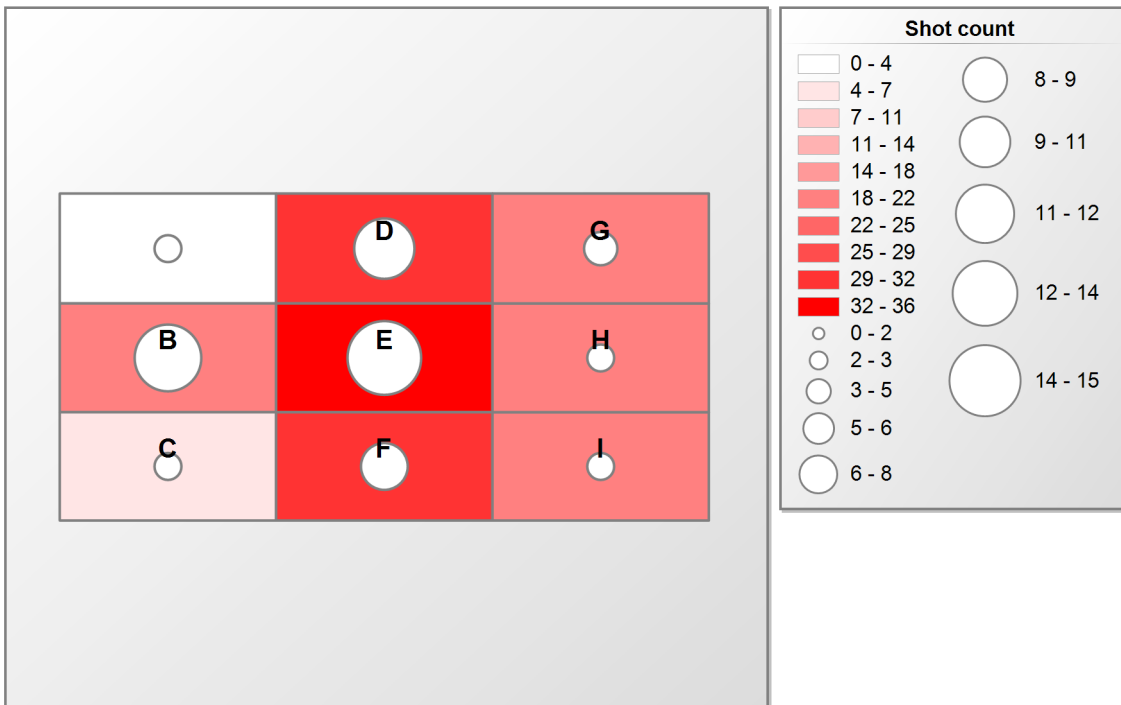 D
G
B
E
H
C
F
I
Shot count
0 - 4
4 - 7
7 - 11
11 - 14
14 - 18
18 - 22
22 - 25
25 - 29
29 - 32
32 - 36
0 - 2
2 - 3
3 - 5
5 - 6
6 - 8
8 - 9
9 - 11
11 - 12
12 - 14
14 - 15